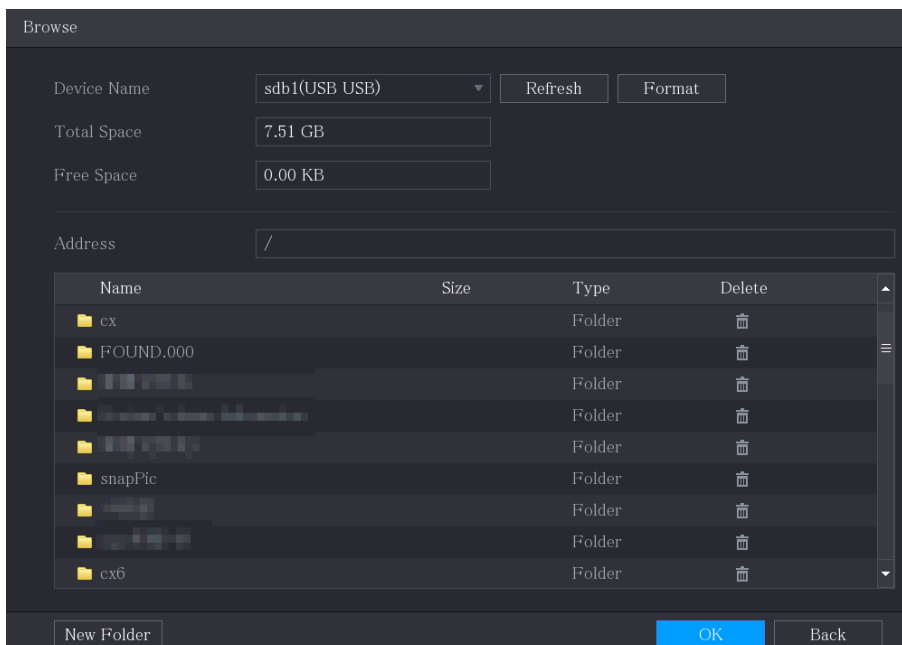 Browse
Device Name sdb1(USB USB) Refresh Format
Total Space 7.51 GB
Free Space 0.00 KB
Address /
Name Size Type Delete
cx Folder
FOUND.000 Folder
Folder
Folder
Folder
snapPic Folder
Folder
Folder
cx6 Folder
New Folder OK Back